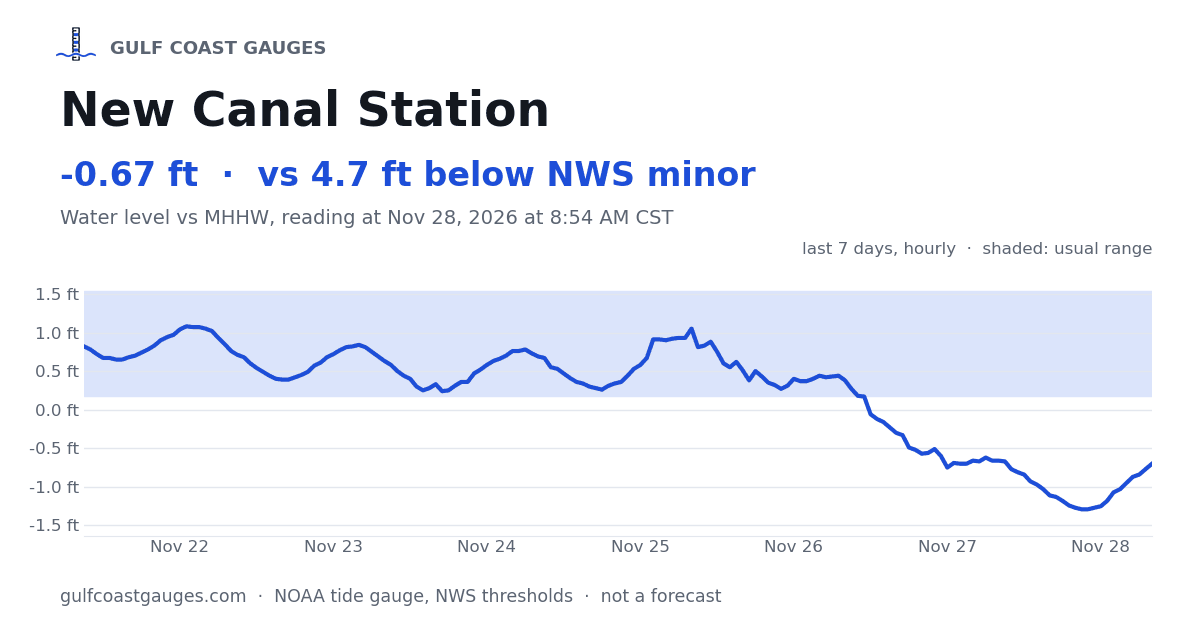 GULF COAST GAUGES
New Canal Station
-0.67 ft · vs 4.7 ft below NWS minor
Water level vs MHHW, reading at Nov 28, 2026 at 8:54 AM CST
last 7 days, hourly · shaded: usual range
1.5 ft
1.0 ft
0.5 ft
0.0 ft
-0.5 ft
-1.0 ft
-1.5 ft
Nov 22 Nov 23 Nov 24 Nov 25 Nov 26 Nov 27 Nov 28
gulfcoastgauges.com · NOAA tide gauge, NWS thresholds · not a forecast